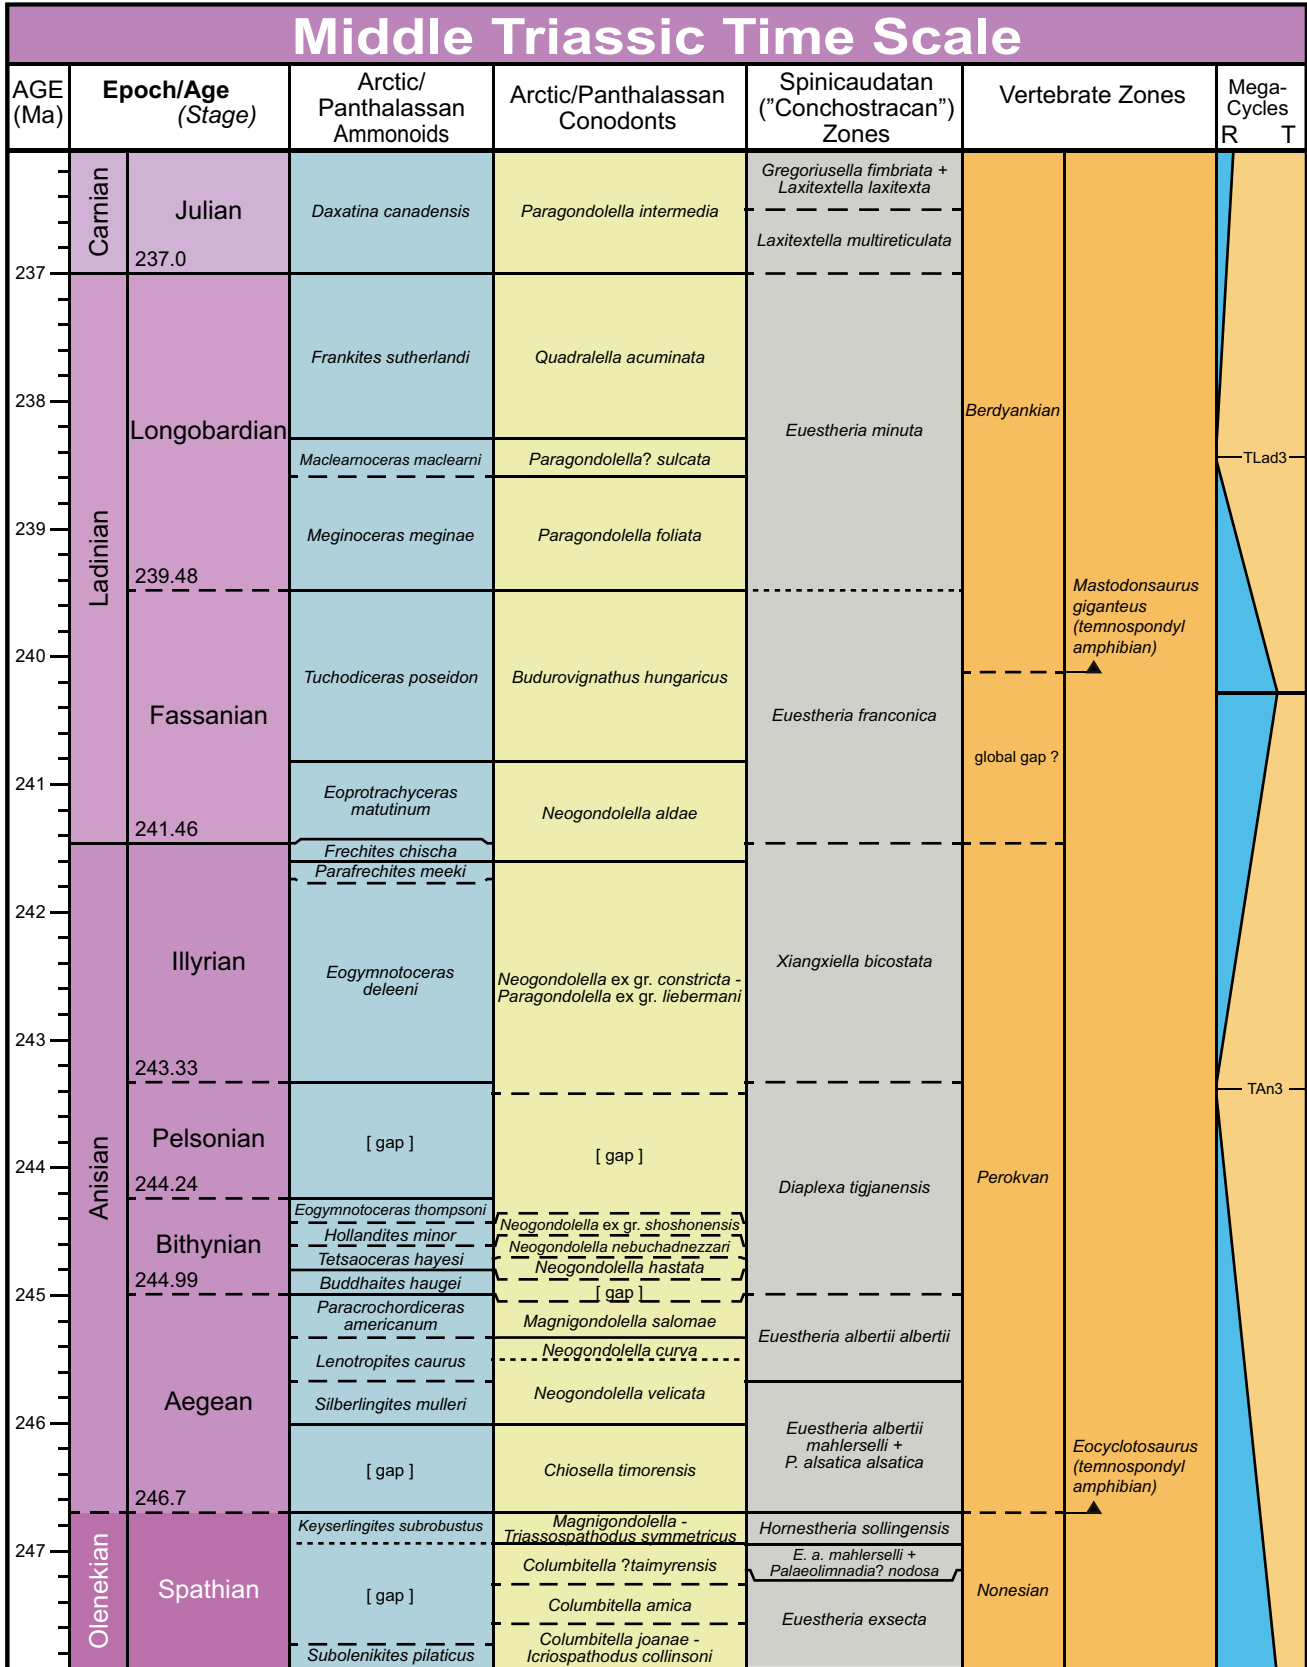 Middle Triassic Time Scale
AGE
(Ma)
Epoch/Age
(Stage)
Arctic/
Panthalassan
Ammonoids
Arctic/Panthalassan
Conodonts
Spinicaudatan
("Conchostracan")
Zones
Vertebrate Zones
Mega-
Cycles
R T
237
238
239
240
241
242
243
244
245
246
247
Carnian
Ladinian
Anisian
Olenekian
Julian
237.0
Longobardian
239.48
Fassanian
241.46
Illyrian
243.33
Pelsonian
244.24
Bithynian
244.99
Aegean
246.7
Spathian
Daxatina canadensis
Frankites sutherlandi
Maclearnoceras maclearni
Meginoceras meginae
Tuchodiceras poseidon
Eoprotrachyceras
matutinum
Frechites chischa
Parafrechites meeki
Eogymnotoceras
deleeni
[ gap ]
Eogymnotoceras thompsoni
Hollandites minor
Tetsaoceras hayesi
Buddhaites haugei
Paracrochordiceras
americanum
Lenotropites caurus
Silberlingites mulleri
[ gap ]
Keyserlingites subrobustus
[ gap ]
Subolenikites pilaticus
Paragondolella intermedia
Quadralella acuminata
Paragondolella? sulcata
Paragondolella foliata
Budurovignathus hungaricus
Neogondolella aldae
Neogondolella ex gr. constricta -
Paragondolella ex gr. liebermani
[ gap ]
Neogondolella ex gr. shoshonensis
Neogondolella nebuchadnezzari
Neogondolella hastata
[ gap ]
Magnigondolella salomae
Neogondolella curva
Neogondolella velicata
Chiosella timorensis
Magnigondolella -
Triassospathodus symmetricus
Columbitella ?taimyrensis
Columbitella amica
Columbitella joanae -
Icriospathodus collinsoni
Gregoriusella fimbriata +
Laxitextella laxitexta
Laxitextella multireticulata
Euestheria minuta
Euestheria franconica
Xiangxiella bicostata
Diaplexa tigjanensis
Euestheria albertii albertii
Euestheria albertii
mahlerselli +
P. alsatica alsatica
Hornestheria sollingensis
E. a. mahlerselli +
Palaeolimnadia? nodosa
Euestheria exsecta
Berdyankian
global gap ?
Perokvan
Nonesian
Mastodonsaurus
giganteus
(temnospondyl
amphibian)
Eocyclotosaurus
(temnospondyl
amphibian)
TLad3
TAn3